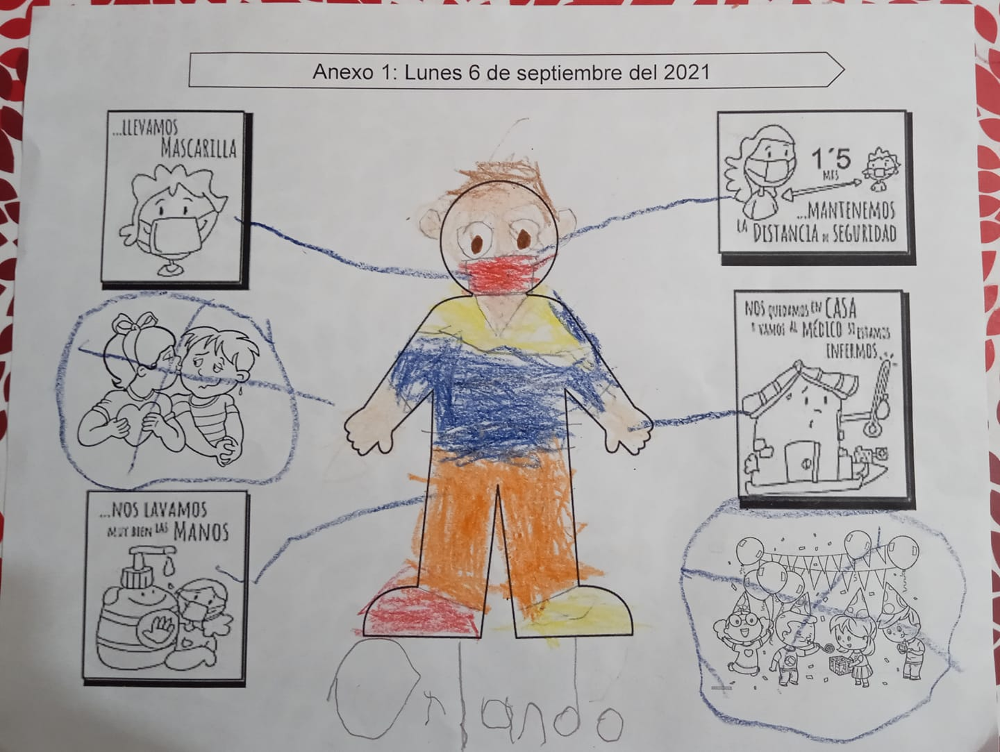 Anexo 1: Lunes 6 de septiembre del 2021
...LLEVAMOS
MASCARILLA
1´5
MTS
...MANTENEMOS
LA DISTANCIA DE SEGURIDAD
NOS QUEDAMOS EN CASA
Y VAMOS AL MÉDICO SI ESTAMOS
ENFERMOS...
...NOS LAVAMOS
MUY BIEN LAS MANOS
Orlando